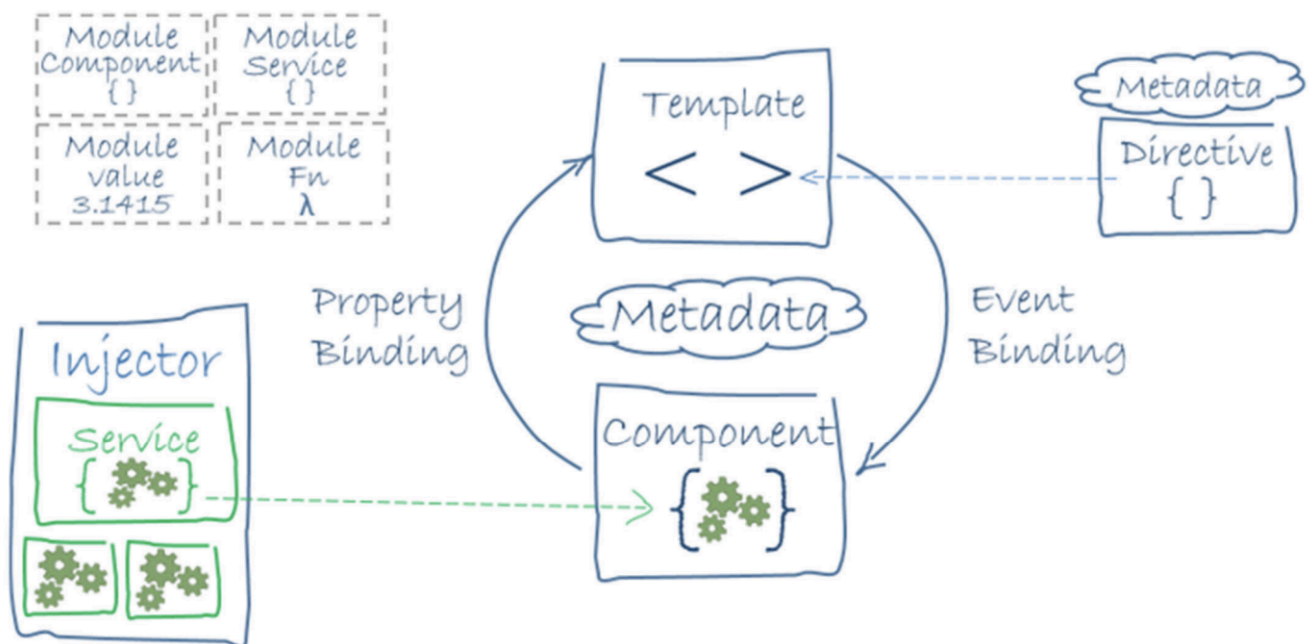 Module
Component
{ }
Module
Service
{ }
Module
value
3.1415
Module
Fn
λ
Template
< >
Metadata
Directive
{ }
Property
Binding
Metadata
Event
Binding
Injector
Service
{ }
Component
{ }